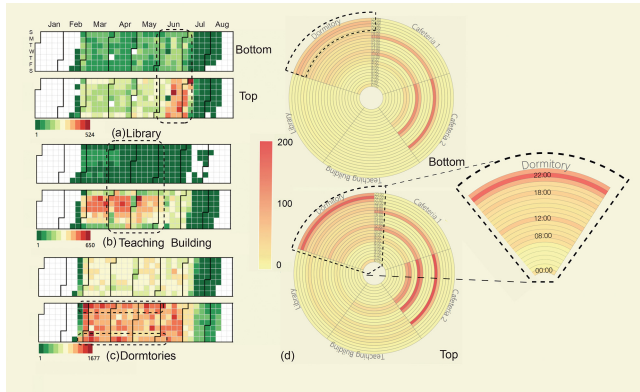 Jan Feb Mar Apr May Jun Jul Aug
S
M
T
W
T
F
S
Bottom
Top
1 524
(a)Library
(b)
1 650
Teaching Building
1 1677
(c)Dormtories
Dormitory
Cafeteria 1
Cafeteria 2
Teaching Building
Library
Bottom
200
100
0
Dormitory
Cafeteria 1
Cafeteria 2
Teaching Building
Library
(d)
Top
Dormitory
22:00
18:00
12:00
08:00
00:00